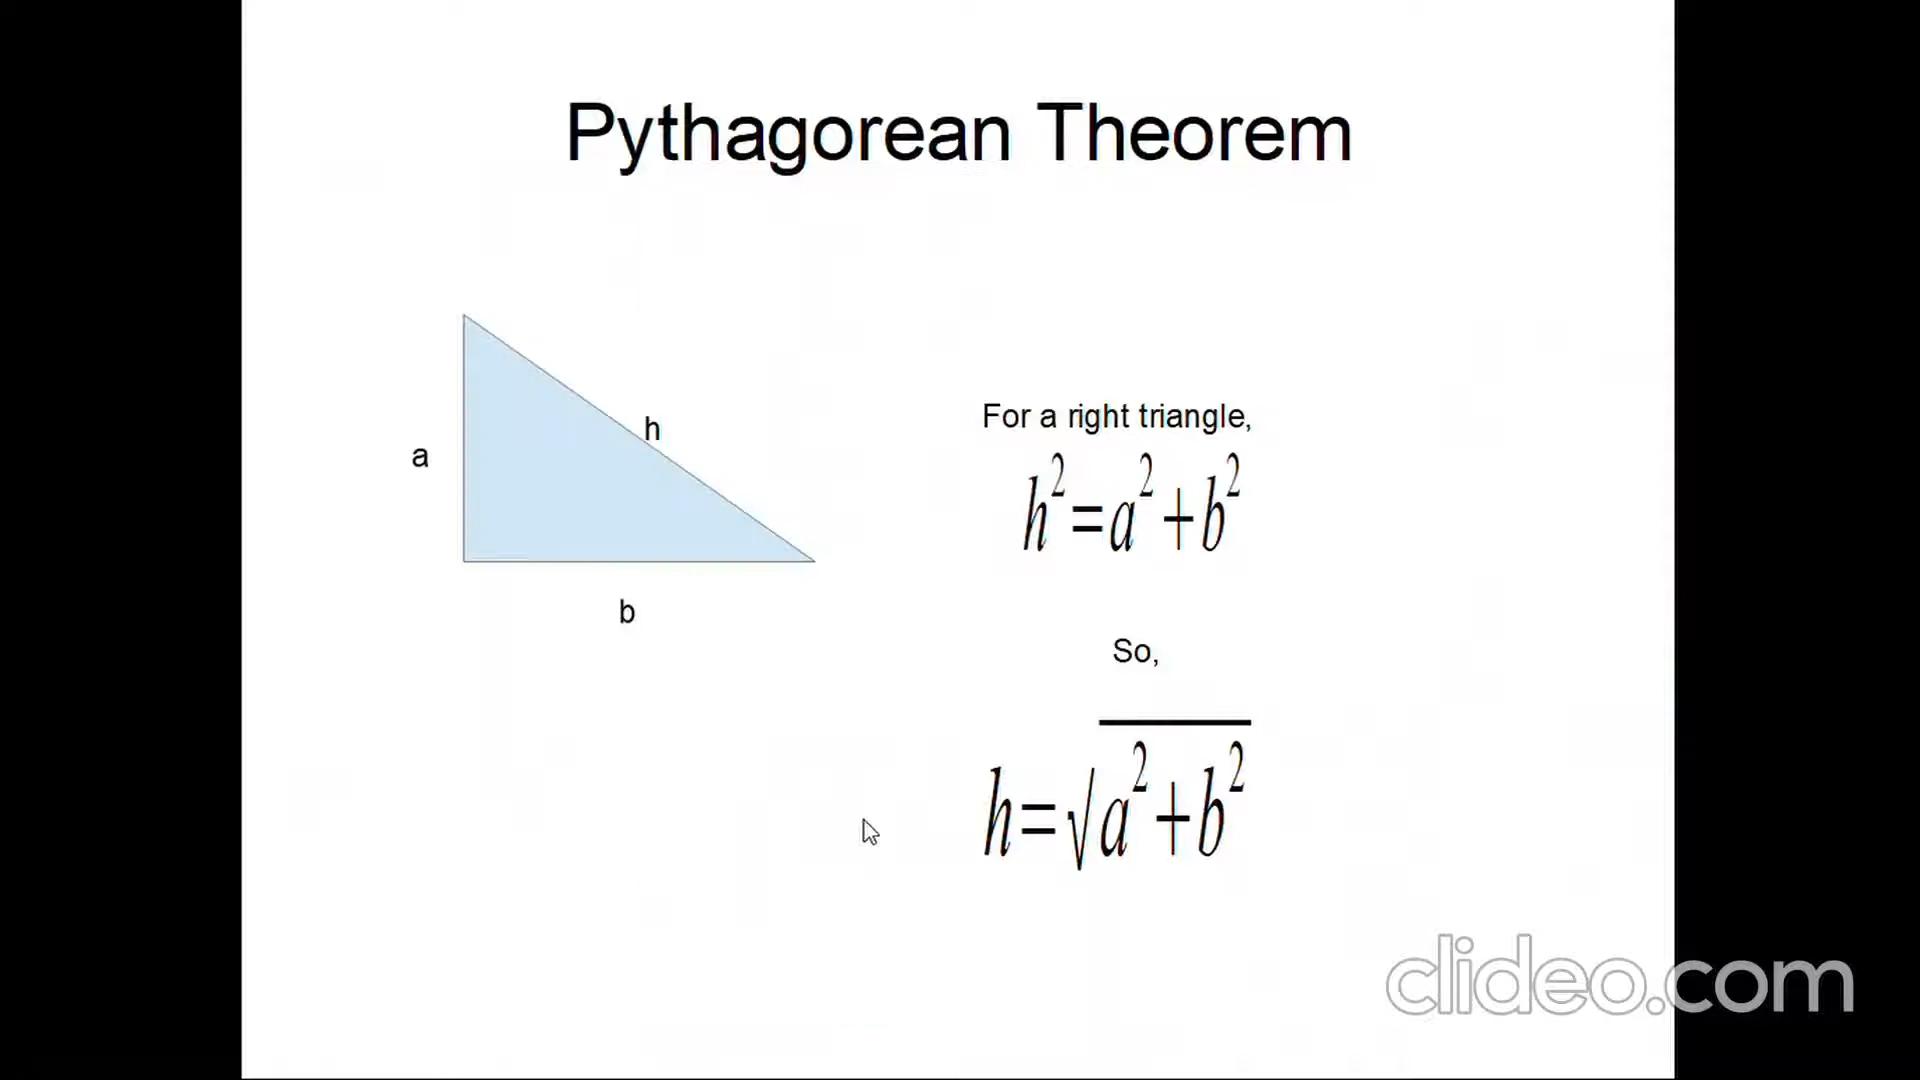 Pythagorean Theorem
h
a
b
For a right triangle,
h²=a²+b²
So,
h=√a²+b²
clideo.com